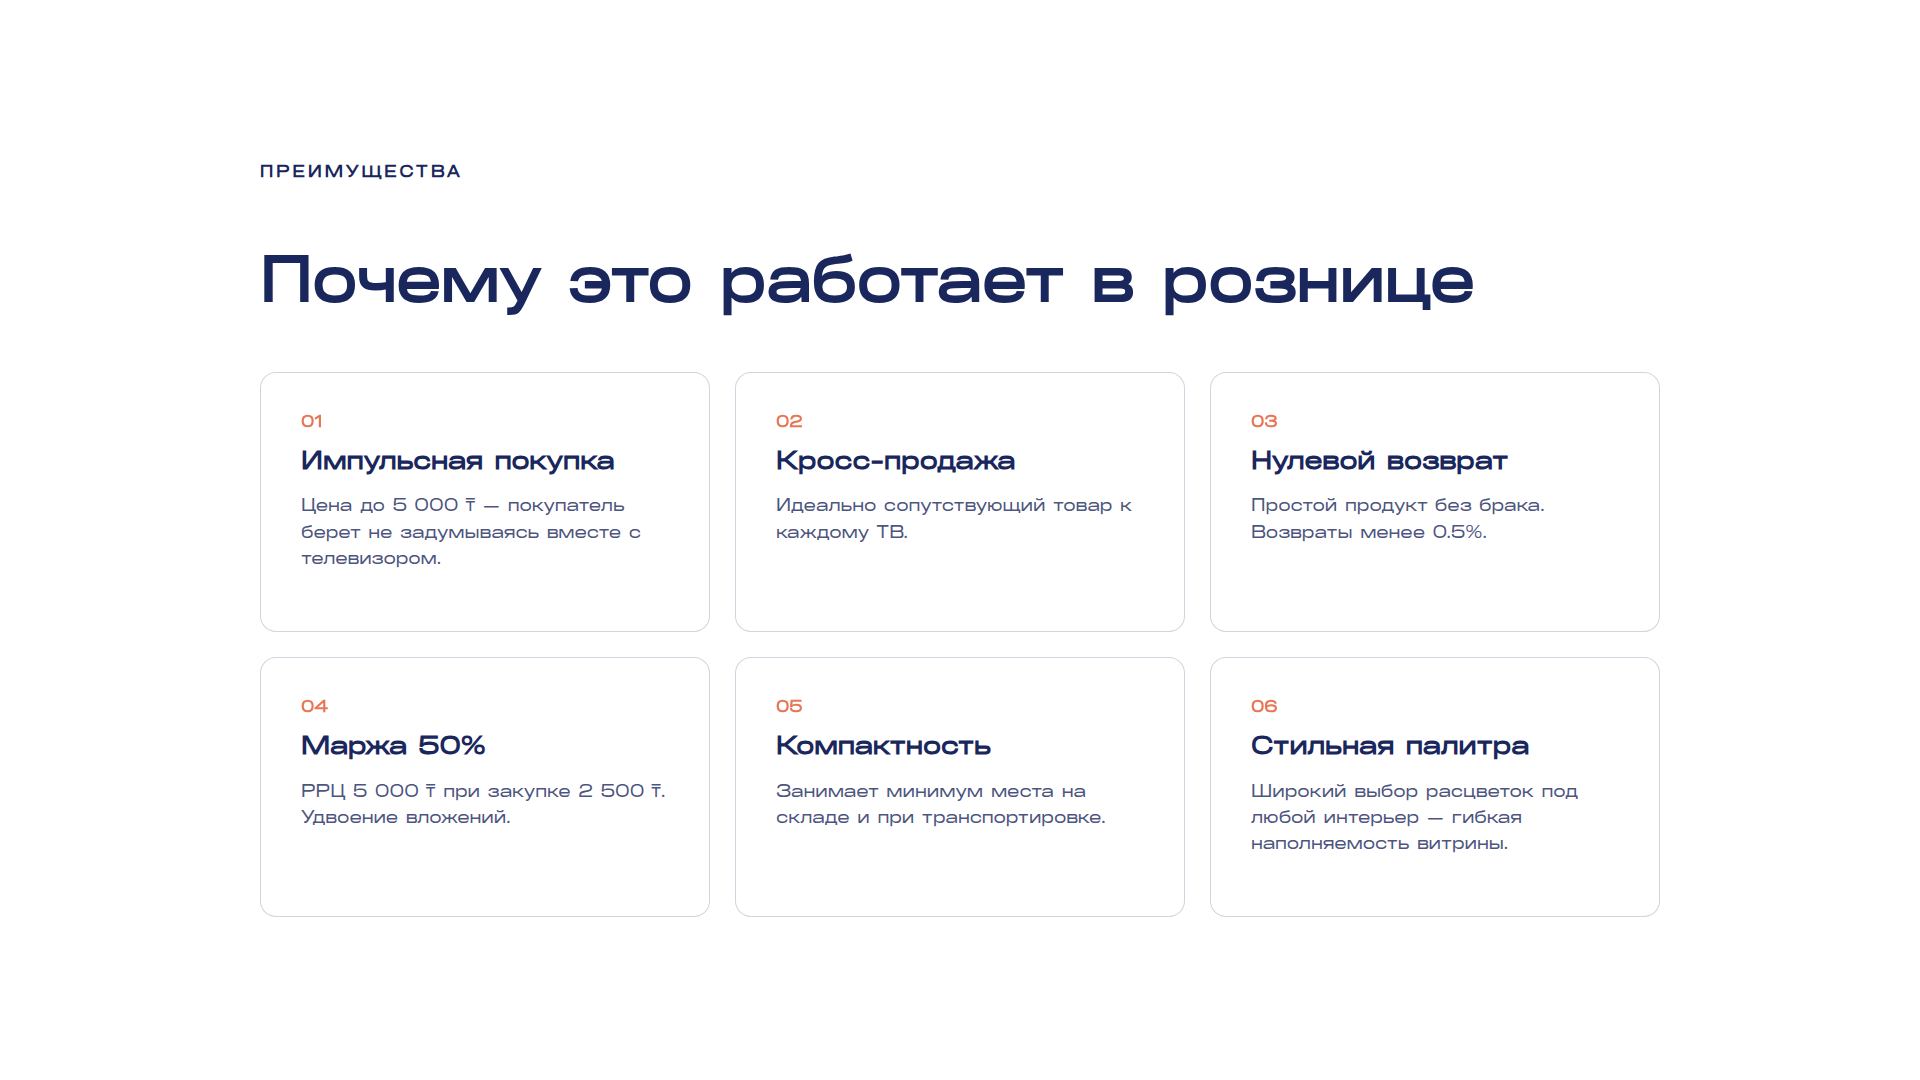 ПРЕИМУЩЕСТВА
Почему это работает в рознице
01
Импульсная покупка
Цена до 5 000 ₸ — покупатель
берет не задумываясь вместе с
телевизором.
02
Кросс-продажа
Идеально сопутствующий товар к
каждому ТВ.
03
Нулевой возврат
Простой продукт без брака.
Возвраты менее 0.5%.
04
Маржа 50%
РРЦ 5 000 ₸ при закупке 2 500 ₸.
Удвоение вложений.
05
Компактность
Занимает минимум места на
складе и при транспортировке.
06
Стильная палитра
Широкий выбор расцветок под
любой интерьер — гибкая
наполняемость витрины.